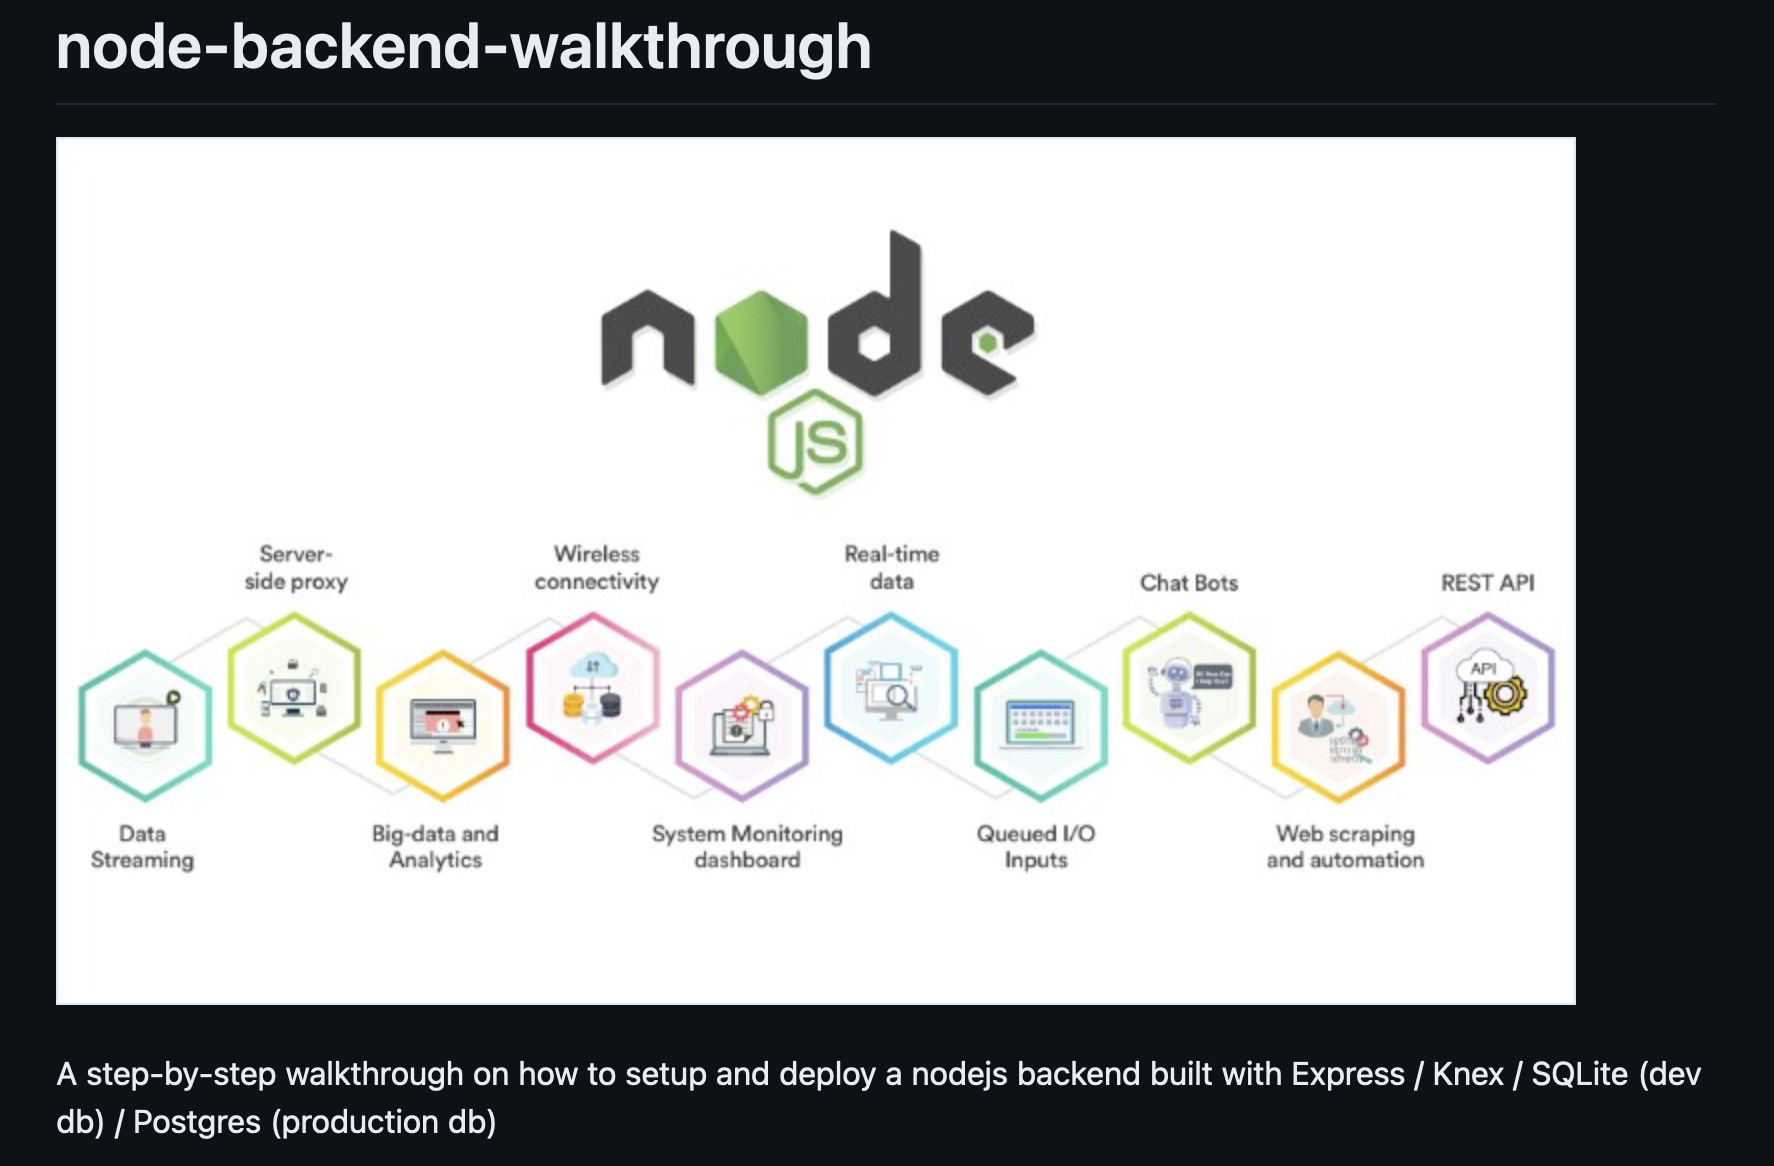 node-backend-walkthrough
node
JS
Server-
side proxy
Wireless
connectivity
Real-time
data
Chat Bots
REST API
API
Data
Streaming
Big-data and
Analytics
System Monitoring
dashboard
Queued I/O
Inputs
Web scraping
and automation
A step-by-step walkthrough on how to setup and deploy a nodejs backend built with Express / Knex / SQLite (dev
db) / Postgres (production db)